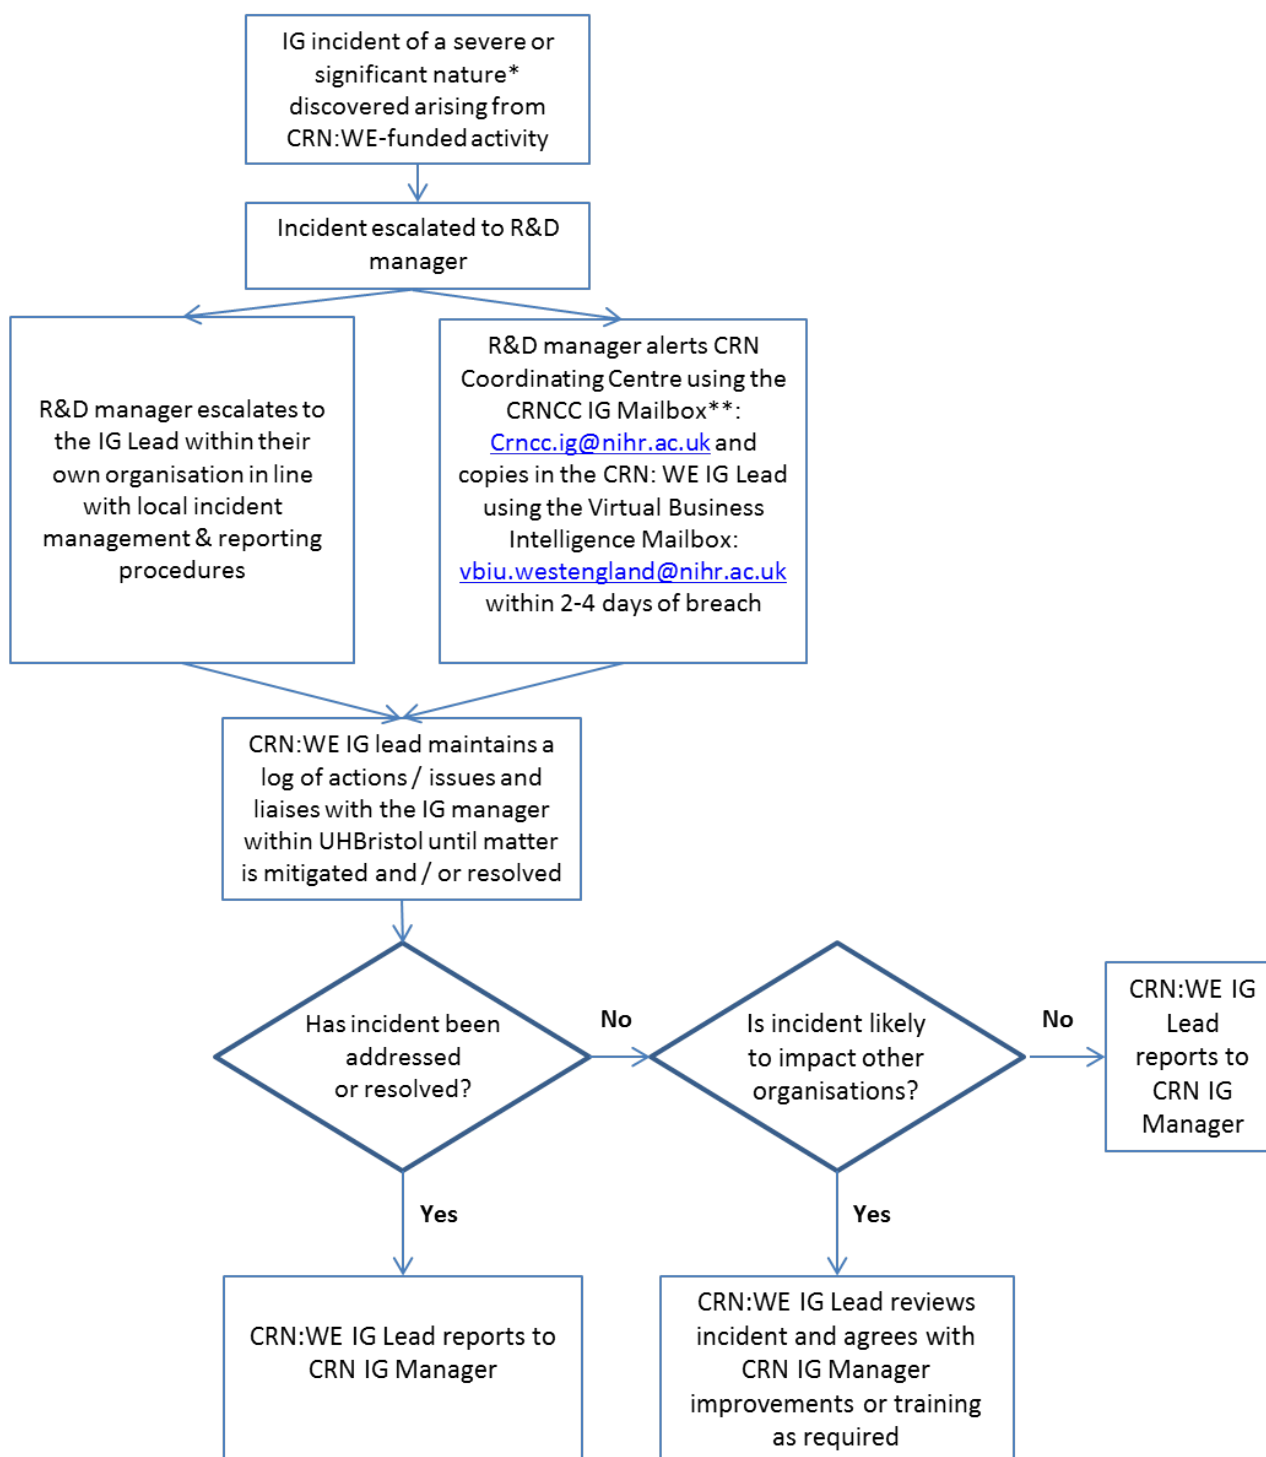 IG incident of a severe or
significant nature*
discovered arising from
CRN:WE-funded activity
Incident escalated to R&D
manager
R&D manager escalates to
the IG Lead within their
own organisation in line
with local incident
management & reporting
procedures
R&D manager alerts CRN
Coordinating Centre using the
CRNCC IG Mailbox**:
Crncc.ig@nihr.ac.uk and
copies in the CRN: WE IG Lead
using the Virtual Business
Intelligence Mailbox:
vbiu.westengland@nihr.ac.uk
within 2-4 days of breach
CRN:WE IG lead maintains a
log of actions / issues and
liaises with the IG manager
within UHBristol until matter
is mitigated and / or resolved
Has incident been
addressed
or resolved?
No
Is incident likely
to impact other
organisations?
No
CRN:WE IG
Lead
reports to
CRN IG
Manager
Yes
Yes
CRN:WE IG Lead reports to
CRN IG Manager
CRN:WE IG Lead reviews
incident and agrees with
CRN IG Manager
improvements or training
as required